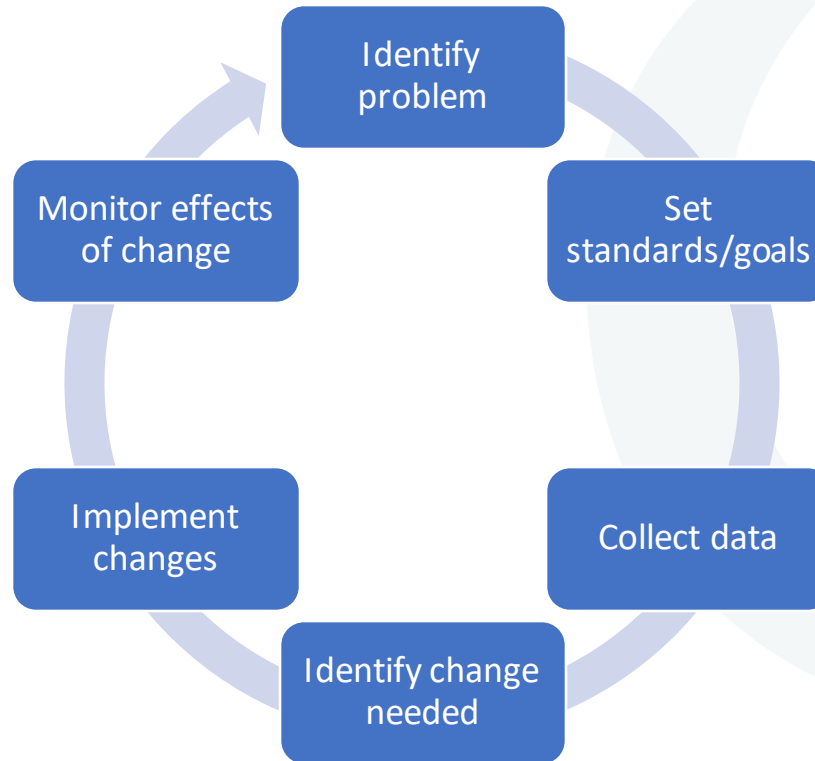 Identify
problem
Set
standards/goals
Collect data
Identify change
needed
Implement
changes
Monitor effects
of change